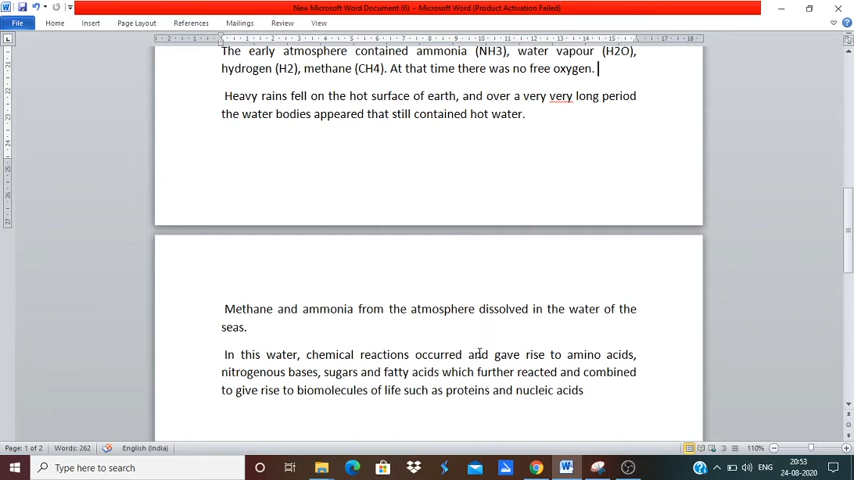 New Microsoft Word Document (6) - Microsoft Word (Product Activation Failed)
File Home Insert Page Layout References Mailings Review View
The early atmosphere contained ammonia (NH3), water vapour (H2O),
hydrogen (H2), methane (CH4). At that time there was no free oxygen.
Heavy rains fell on the hot surface of earth, and over a very very long period
the water bodies appeared that still contained hot water.
Methane and ammonia from the atmosphere dissolved in the water of the
seas.
In this water, chemical reactions occurred and gave rise to amino acids,
nitrogenous bases, sugars and fatty acids which further reacted and combined
to give rise to biomolecules of life such as proteins and nucleic acids
Page: 1 of 2 Words: 262 English (India) 110%
Type here to search
ENG
20:53
24-08-2020